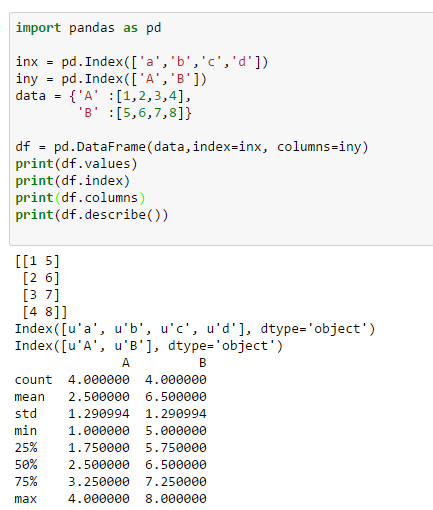 import pandas as pd
inx = pd.Index(['a','b','c','d'])
iny = pd.Index(['A','B'])
data = {'A' :[1,2,3,4],
        'B' :[5,6,7,8]}
df = pd.DataFrame(data,index=inx, columns=iny)
print(df.values)
print(df.index)
print(df.columns)
print(df.describe())
[[1 5]
 [2 6]
 [3 7]
 [4 8]]
Index([u'a', u'b', u'c', u'd'], dtype='object')
Index([u'A', u'B'], dtype='object')
              A         B
count  4.000000  4.000000
mean   2.500000  6.500000
std    1.290994  1.290994
min    1.000000  5.000000
25%    1.750000  5.750000
50%    2.500000  6.500000
75%    3.250000  7.250000
max    4.000000  8.000000